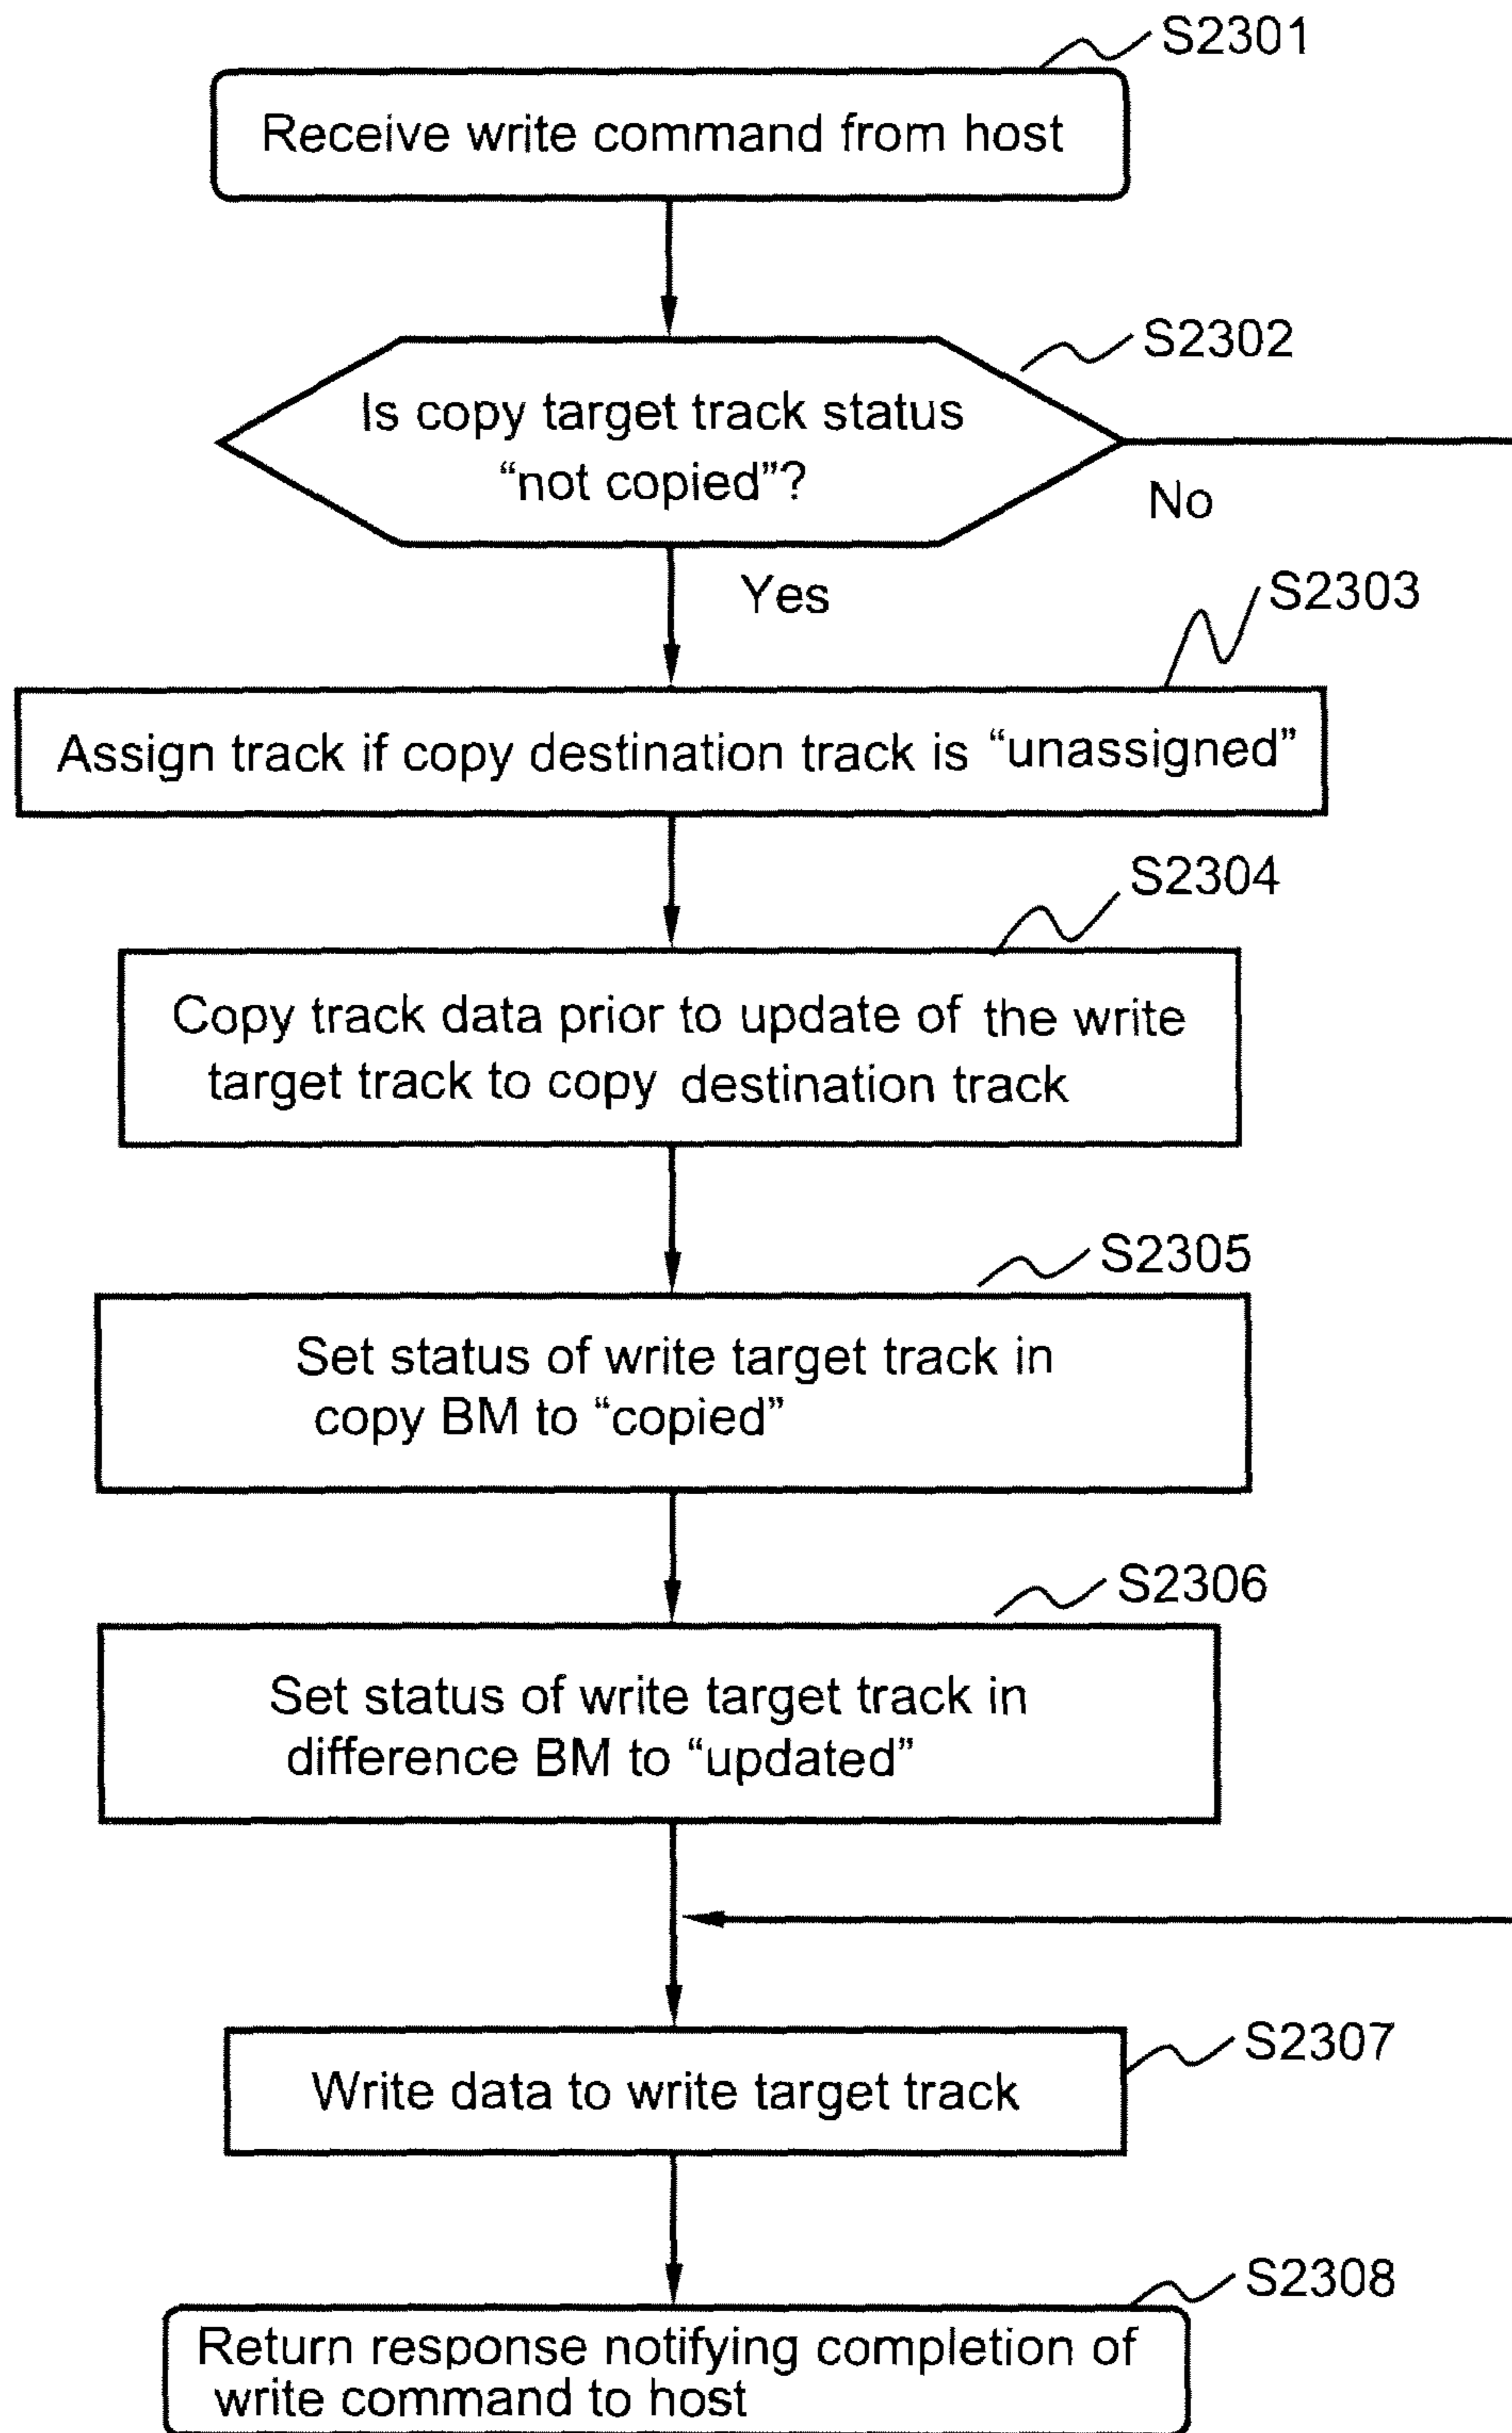 S2301
Receive write command from host
S2302
Is copy target track status
“not copied”?
No
Yes
S2303
Assign track if copy destination track is “unassigned”
S2304
Copy track data prior to update of the write
target track to copy destination track
S2305
Set status of write target track in
copy BM to “copied”
S2306
Set status of write target track in
difference BM to “updated”
S2307
Write data to write target track
S2308
Return response notifying completion of
write command to host